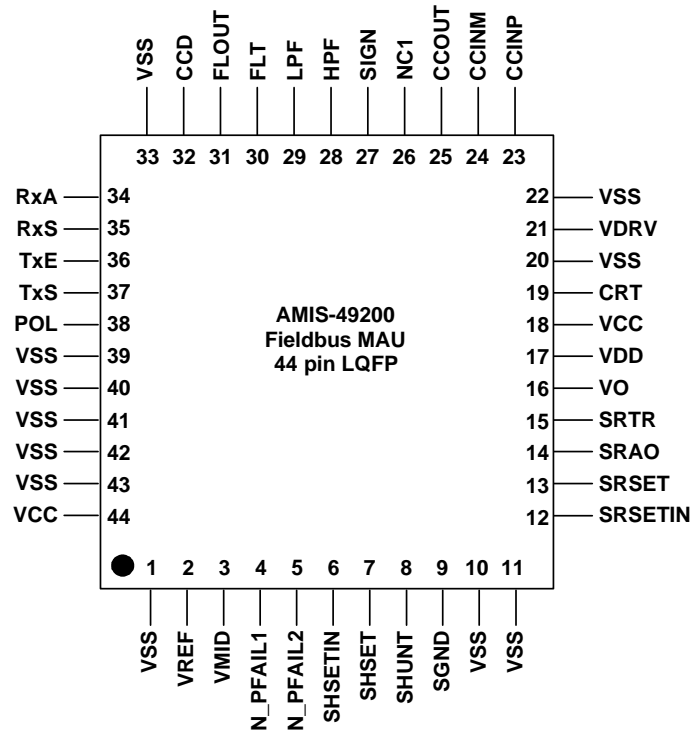 VSS CCD FLOUT FLT LPF HPF SIGN NC1 CCOUT CCINM CCINP
33 32 31 30 29 28 27 26 25 24 23
RxA 34 22 VSS
RxS 35 21 VDRV
TxE 36 20 VSS
TxS 37 19 CRT
POL 38 18 VCC
VSS 39 17 VDD
VSS 40 16 VO
VSS 41 15 SRTR
VSS 42 14 SRAO
VSS 43 13 SRSET
VCC 44 12 SRSETIN
AMIS-49200
Fieldbus MAU
44 pin LQFP
1 2 3 4 5 6 7 8 9 10 11
VSS VREF VMID N_PFAIL1 N_PFAIL2 SHSETIN SHSET SHUNT SGND VSS VSS